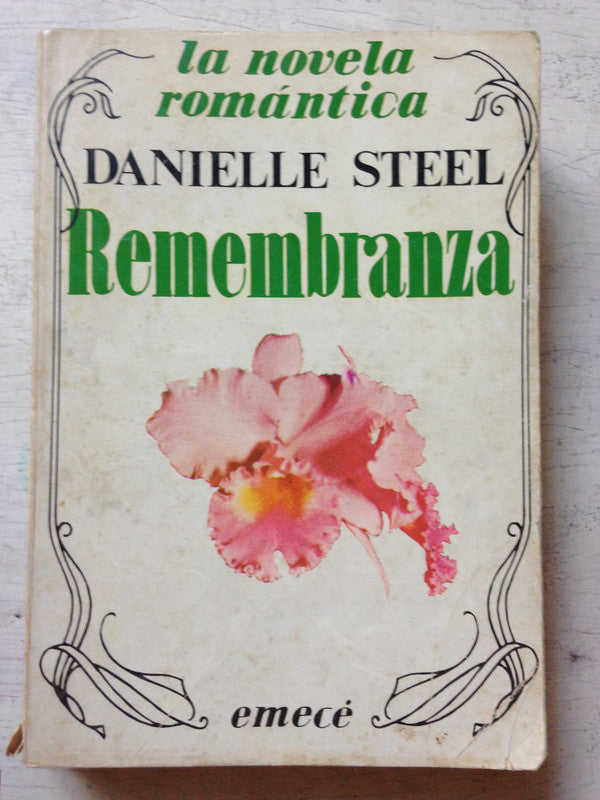 la novela
romántica
DANIELLE STEEL
Remembranza
emecé